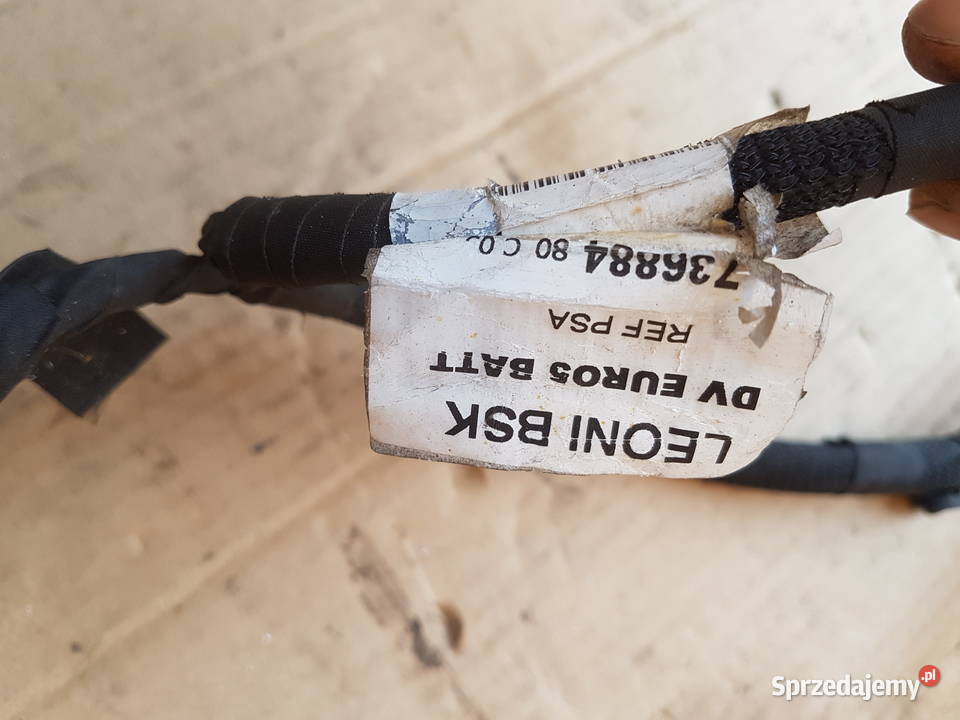 LEONI BSK
DV EURO5 BATT
REF PSA
736884 80 C 0
Sprzedajemy.pl